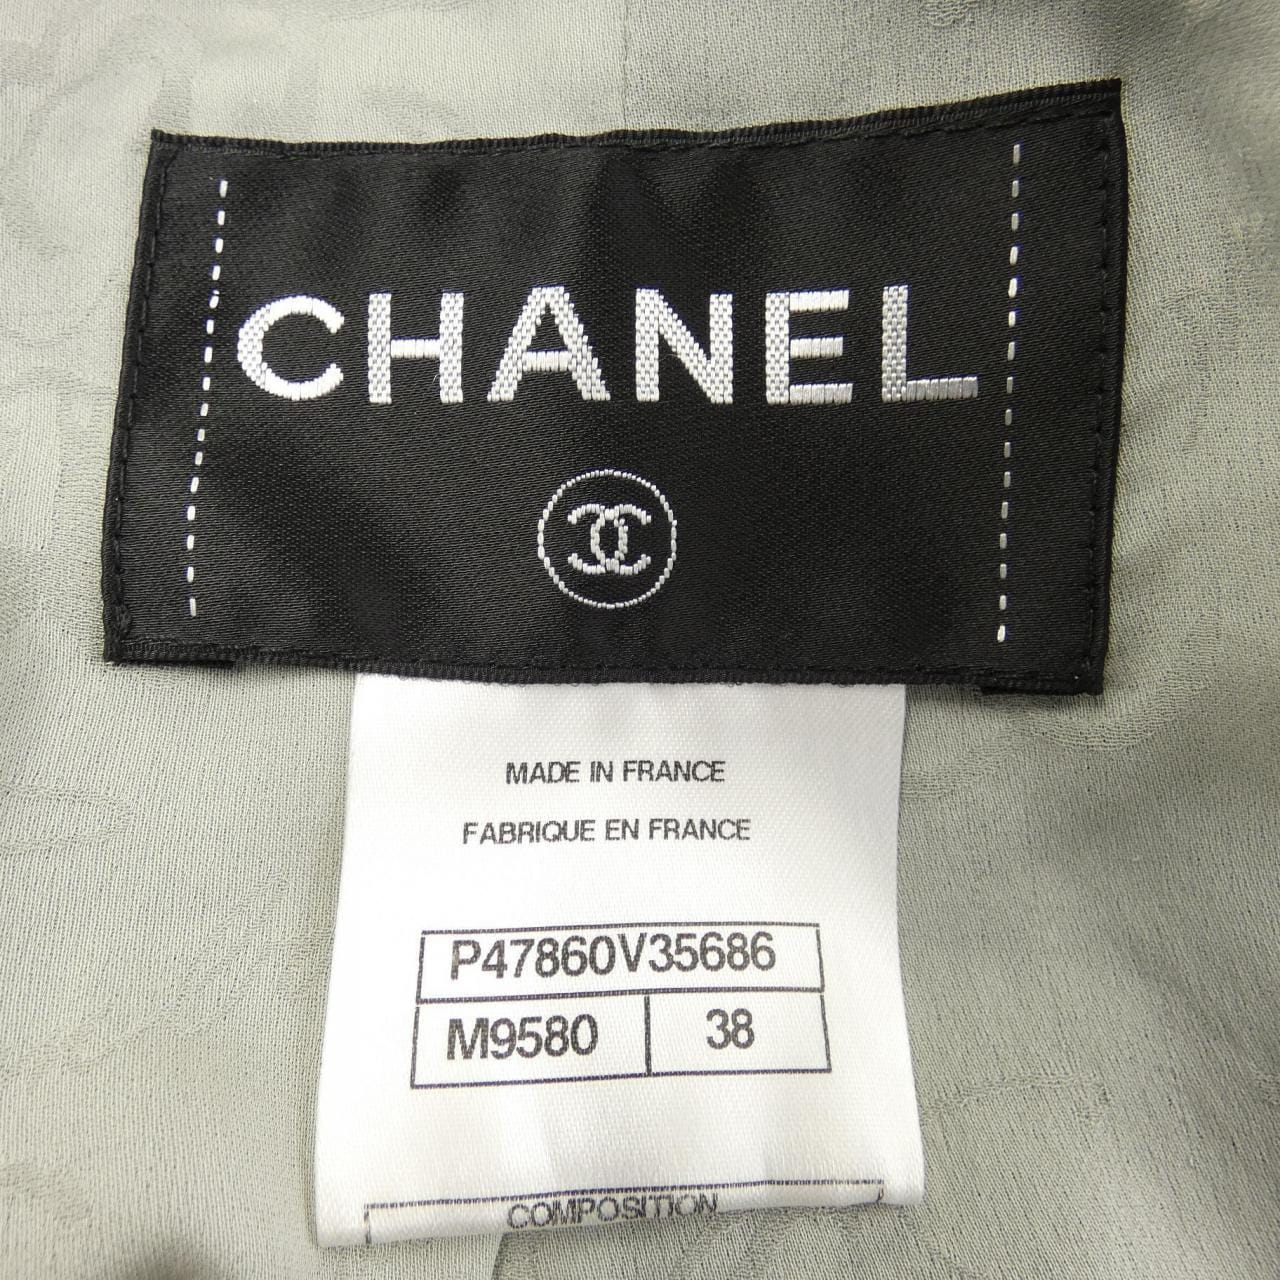 CHANEL
MADE IN FRANCE
FABRIQUE EN FRANCE
P47860V35686
M9580 38
COMPOSITION